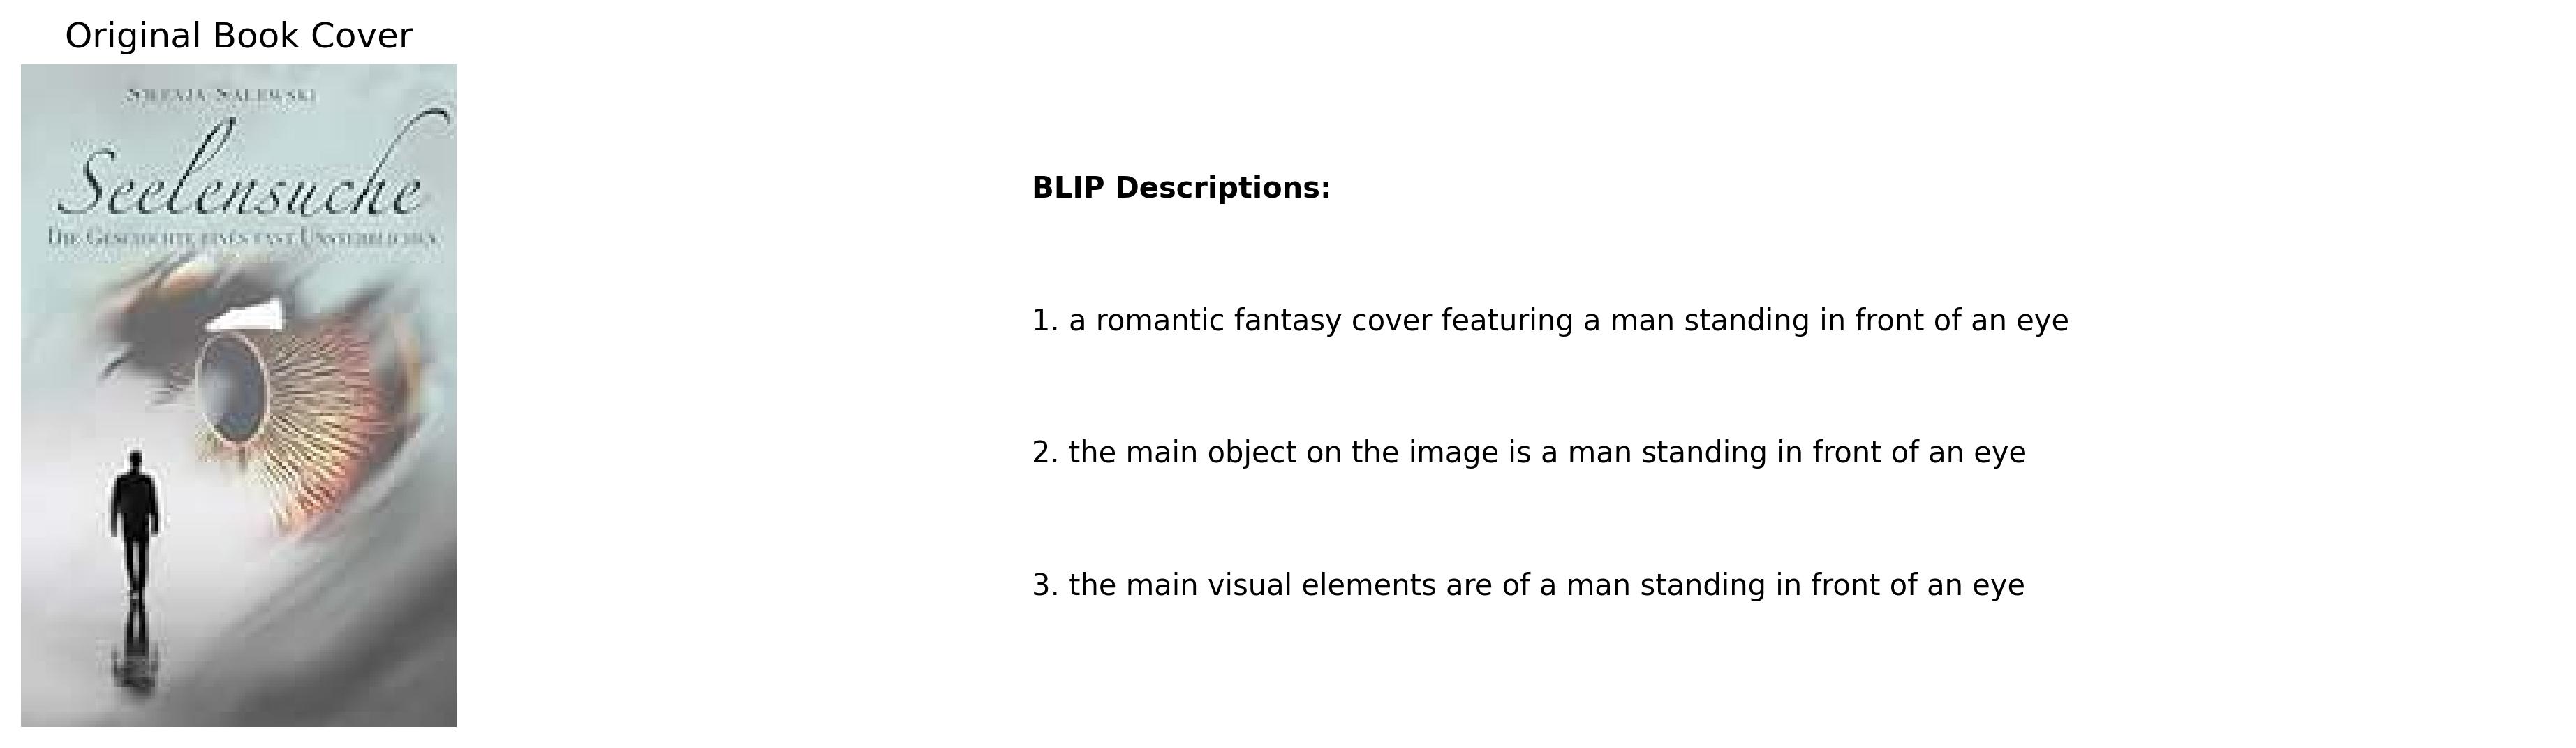 Original Book Cover
SWENJA SALEWSKI
Seelensuche
DIE GESCHICHTE EINES FAST UNSTERBLICHEN
BLIP Descriptions:
1. a romantic fantasy cover featuring a man standing in front of an eye
2. the main object on the image is a man standing in front of an eye
3. the main visual elements are of a man standing in front of an eye